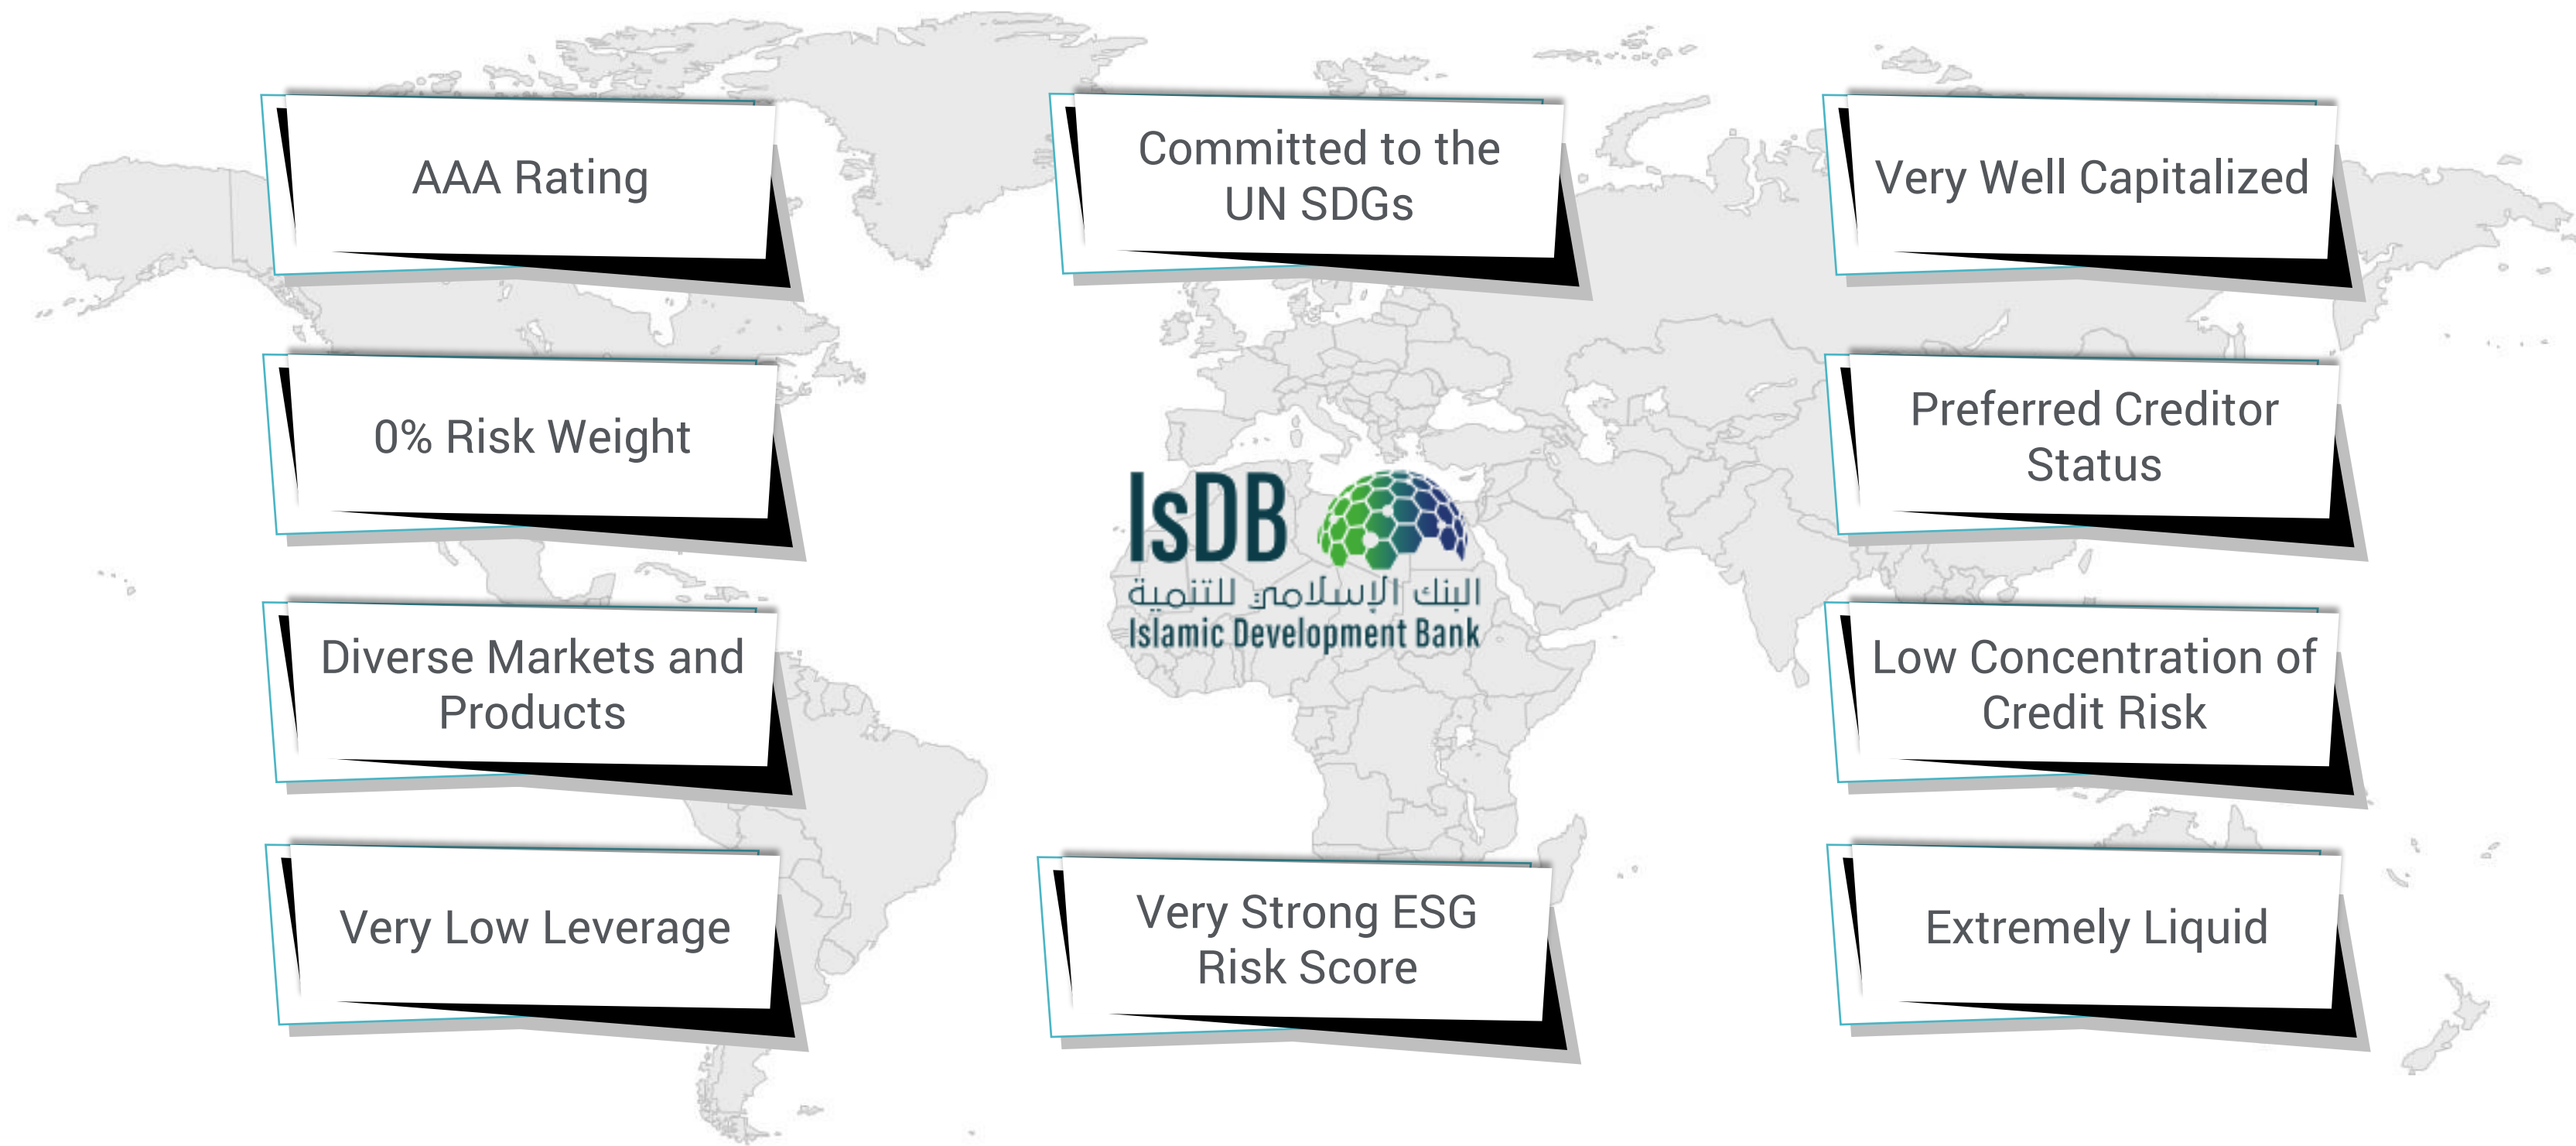 AAA Rating
Committed to the
UN SDGs
Very Well Capitalized
0% Risk Weight
Preferred Creditor
Status
IsDB
البنك الإسلامي للتنمية
Islamic Development Bank
Diverse Markets and
Products
Low Concentration of
Credit Risk
Very Low Leverage
Very Strong ESG
Risk Score
Extremely Liquid